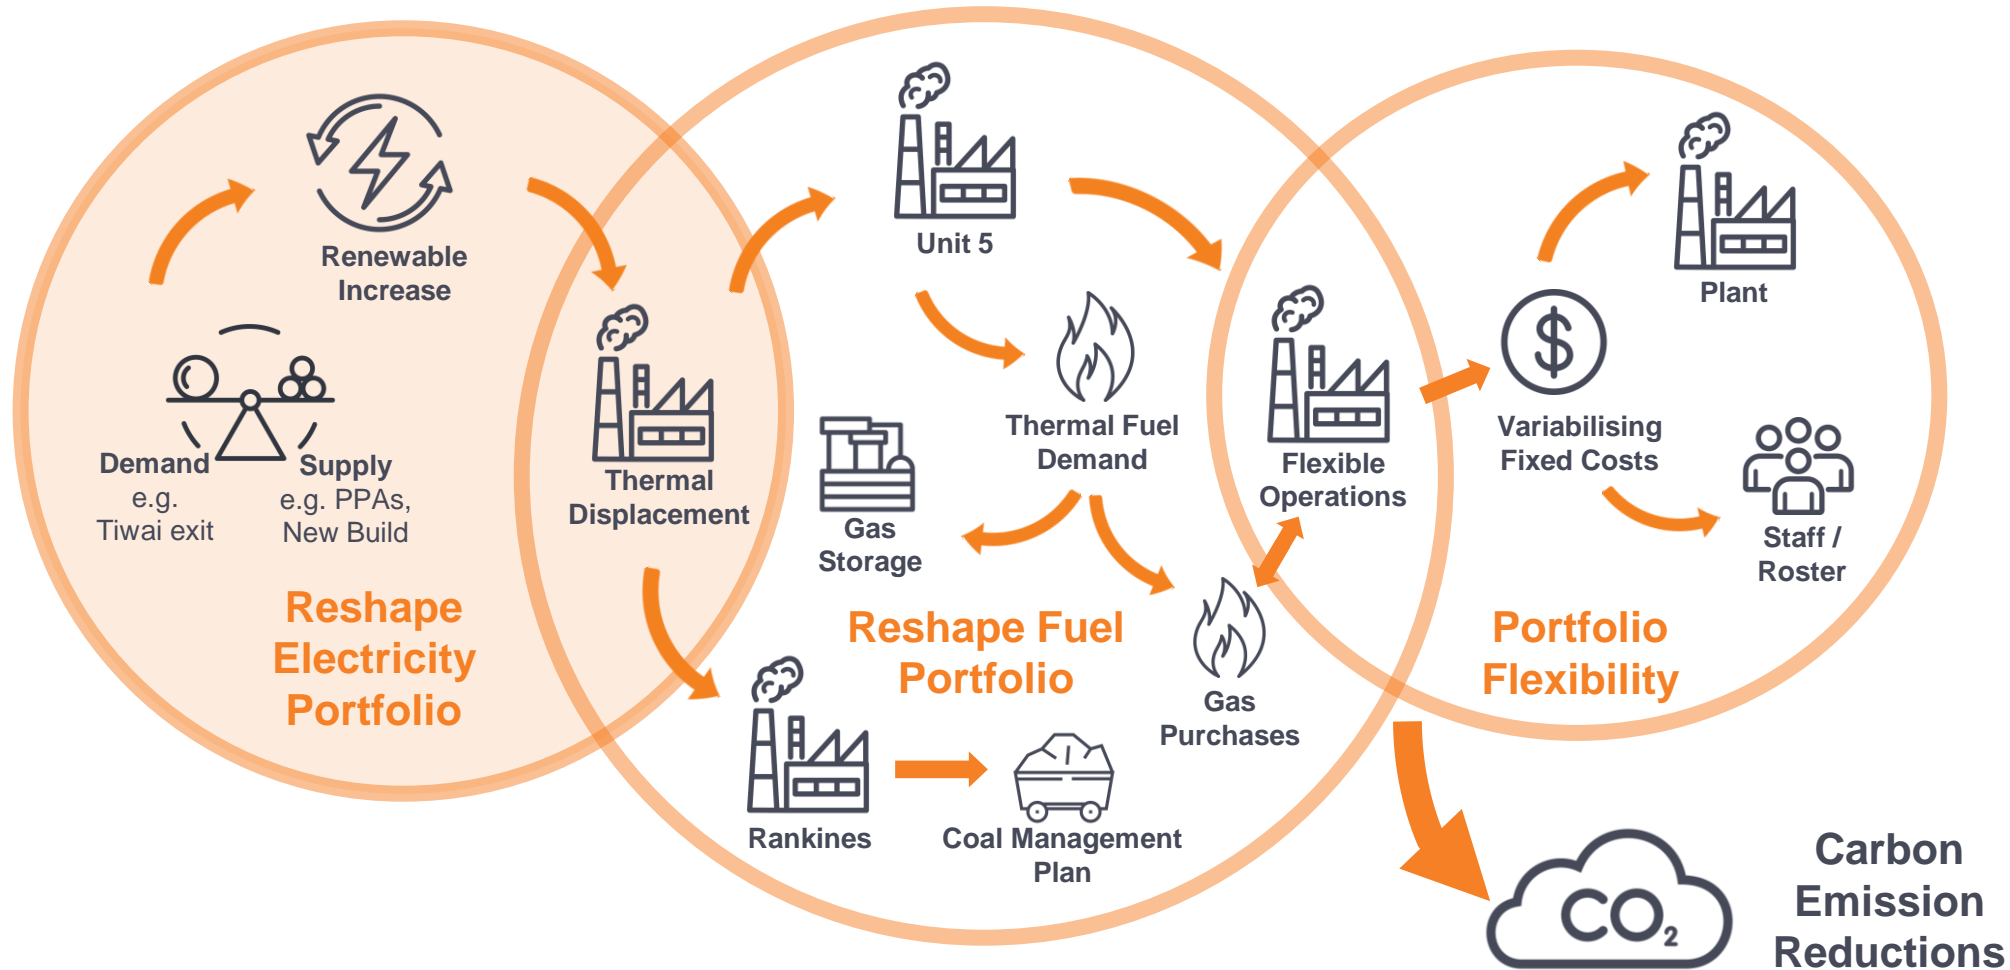 Renewable
Increase
Demand
e.g.
Tiwai exit
Supply
e.g. PPAs,
New Build
Thermal
Displacement
Reshape
Electricity
Portfolio
Unit 5
Thermal Fuel
Demand
Gas
Storage
Gas
Purchases
Reshape Fuel
Portfolio
Rankines
Coal Management
Plan
Flexible
Operations
Variabilising
Fixed Costs
Plant
Staff /
Roster
Portfolio
Flexibility
CO2
Carbon
Emission
Reductions